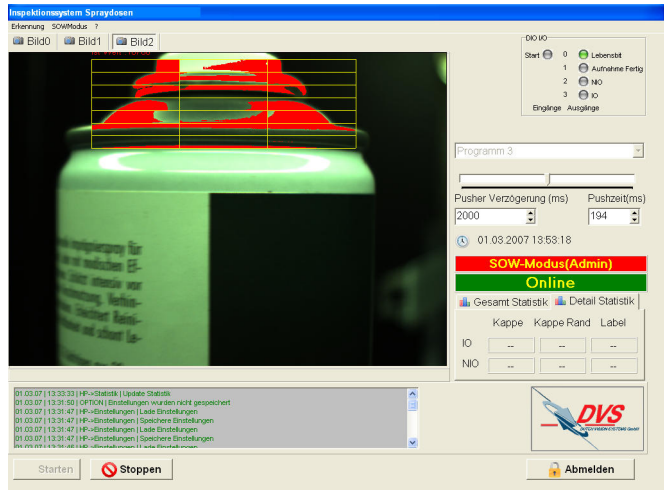 Inspektionssystem Spraydosen
Erkennung SOWModus ?
Bild0 Bild1 Bild2
DIO I/O
Start 0 Lebensbit
1 Aufnahme Fertig
2 NIO
3 IO
Eingänge Ausgänge
Programm 3
Pusher Verzögerung (ms) Pushzeit(ms)
2000 194
01.03.2007 13:53:18
SOW-Modus(Admin)
Online
Gesamt Statistik Detail Statistik
Kappe Kappe Rand Label
IO -- -- --
NIO -- -- --
01.03.07 | 13:33:33 | HP->Statistik | Update Statistik
01.03.07 | 13:31:50 | OPTION | Einstellungen wurden nicht gespeichert
01.03.07 | 13:31:47 | HP->Einstellungen | Lade Einstellungen
01.03.07 | 13:31:47 | HP->Einstellungen | Speichere Einstellungen
01.03.07 | 13:31:47 | HP->Einstellungen | Lade Einstellungen
01.03.07 | 13:31:47 | HP->Einstellungen | Speichere Einstellungen
DVS
DUTCH VISION SYSTEMS GmbH
Starten Stoppen Abmelden